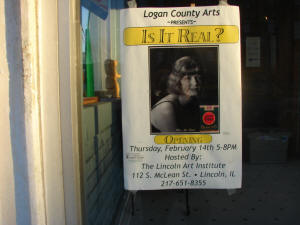 Logan County Arts
~PRESENTS~
IS IT REAL?
OPENING
Thursday, February 14th 5-8PM
Hosted By:
The Lincoln Art Institute
112 S. McLean St. • Lincoln, IL
217-651-8355